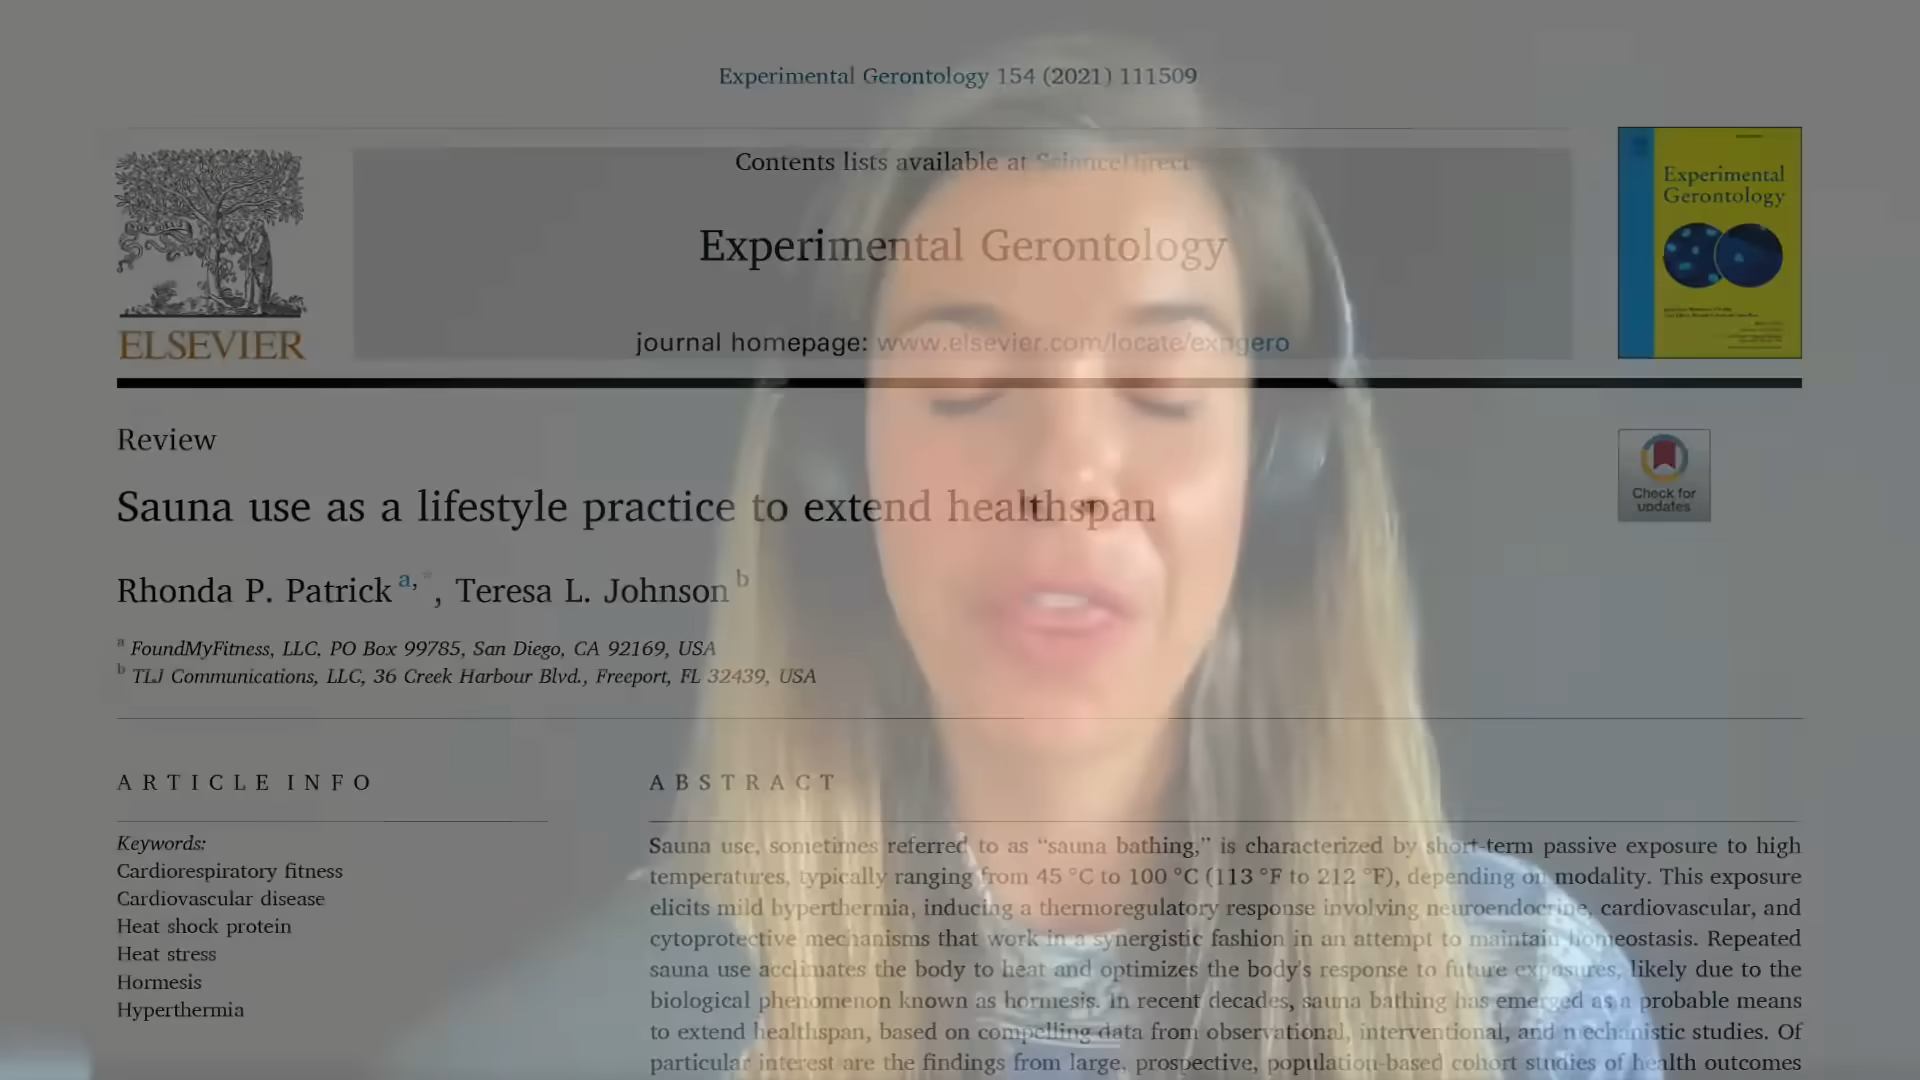 Experimental Gerontology 154 (2021) 111509
Contents lists available at ScienceDirect
Experimental Gerontology
journal homepage: www.elsevier.com/locate/expgero
ELSEVIER
Experimental
Gerontology
Review
Check for
updates
Sauna use as a lifestyle practice to extend healthspan
Rhonda P. Patrick a,*, Teresa L. Johnson b
a FoundMyFitness, LLC, PO Box 99785, San Diego, CA 92169, USA
b TLJ Communications, LLC, 36 Creek Harbour Blvd., Freeport, FL 32439, USA
ARTICLE INFO
Keywords:
Cardiorespiratory fitness
Cardiovascular disease
Heat shock protein
Heat stress
Hormesis
Hyperthermia
ABSTRACT
Sauna use, sometimes referred to as “sauna bathing,” is characterized by short-term passive exposure to high
temperatures, typically ranging from 45 °C to 100 °C (113 °F to 212 °F), depending on modality. This exposure
elicits mild hyperthermia, inducing a thermoregulatory response involving neuroendocrine, cardiovascular, and
cytoprotective mechanisms that work in a synergistic fashion in an attempt to maintain homeostasis. Repeated
sauna use acclimates the body to heat and optimizes the body's response to future exposures, likely due to the
biological phenomenon known as hormesis. In recent decades, sauna bathing has emerged as a probable means
to extend healthspan, based on compelling data from observational, interventional, and mechanistic studies. Of
particular interest are the findings from large, prospective, population-based cohort studies of health outcomes